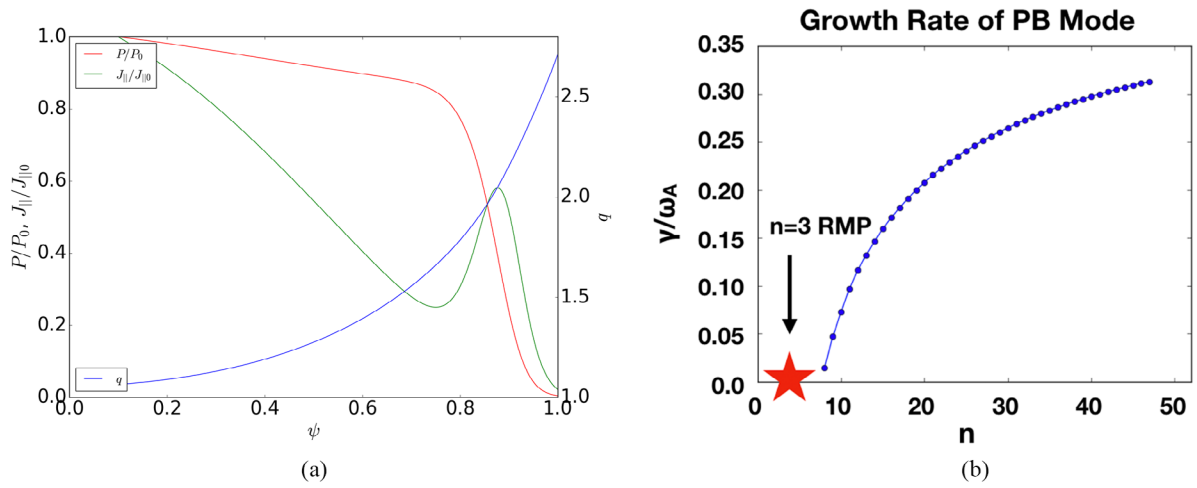 1.0
0.8
0.6
0.4
0.2
0.0
P/P₀, J∥/J∥0
P/P₀
J∥/J∥0
q
0.0
0.2
0.4
0.6
0.8
1.0
ψ
2.5
2.0
1.5
1.0
q
(a)
Growth Rate of PB Mode
0.35
0.30
0.25
0.20
0.15
0.10
0.05
0.0
γ/ω_A
n=3 RMP
0
10
20
30
40
50
n
(b)